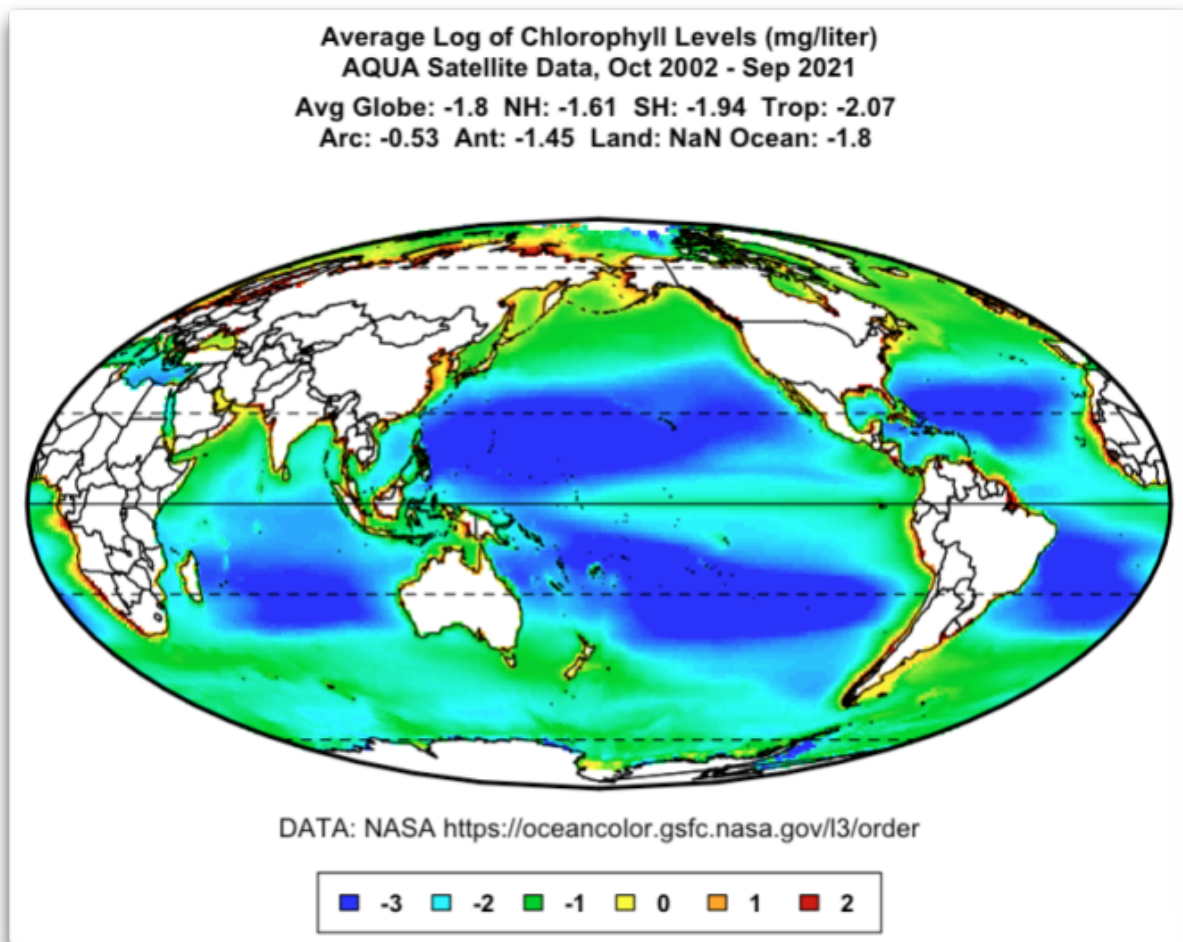 Average Log of Chlorophyll Levels (mg/liter)
AQUA Satellite Data, Oct 2002 - Sep 2021
Avg Globe: -1.8 NH: -1.61 SH: -1.94 Trop: -2.07
Arc: -0.53 Ant: -1.45 Land: NaN Ocean: -1.8
DATA: NASA https://oceancolor.gsfc.nasa.gov/l3/order
-3 -2 -1 0 1 2